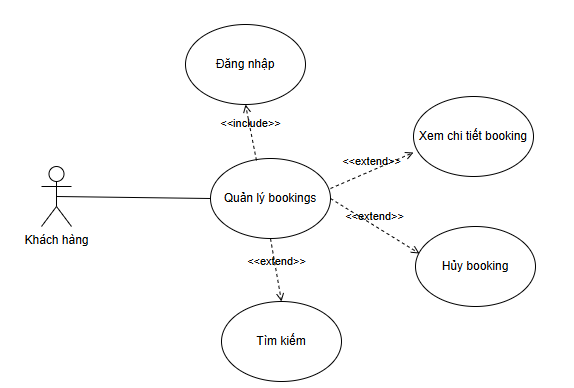 Đăng nhập
<<include>>
Xem chi tiết booking
<<extend>>
Quản lý bookings
<<extend>>
Khách hàng
<<extend>>
Hủy booking
Tìm kiếm